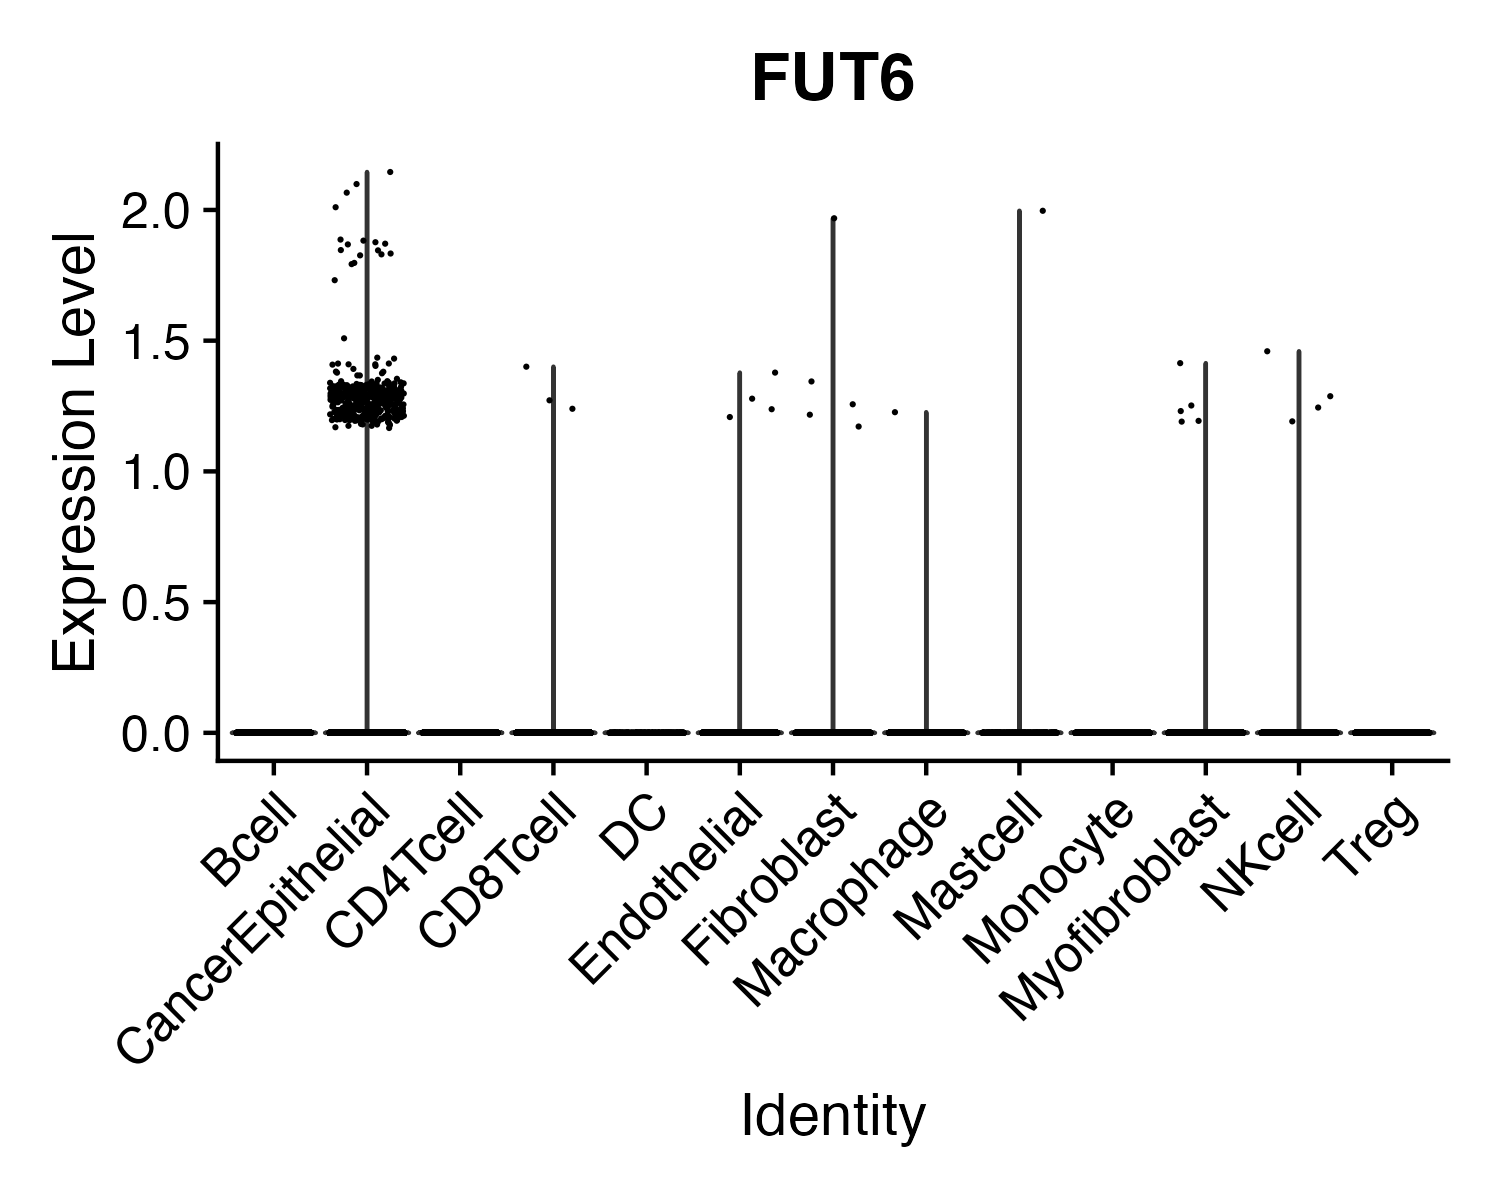 FUT6
Expression Level
2.0
1.5
1.0
0.5
0.0
Bcell
CancerEpithelial
CD4Tcell
CD8Tcell
DC
Endothelial
Fibroblast
Macrophage
Mastcell
Monocyte
Myofibroblast
NKcell
Treg
Identity